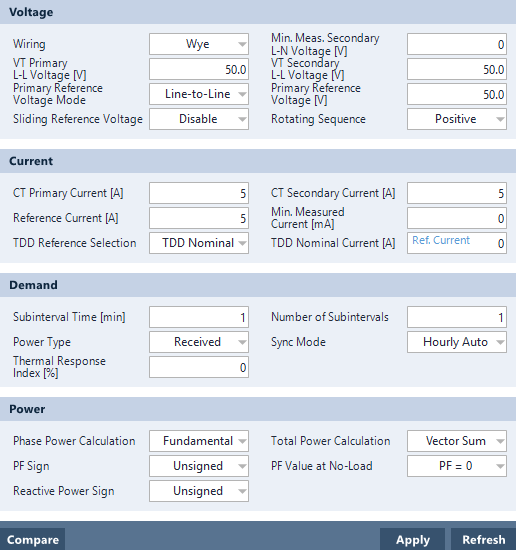 Voltage
Wiring
Wye
Min. Meas. Secondary
L-N Voltage [V]
0
VT Primary
L-L Voltage [V]
50.0
VT Secondary
L-L Voltage [V]
50.0
Primary Reference
Voltage Mode
Line-to-Line
Primary Reference
Voltage [V]
50.0
Sliding Reference Voltage
Disable
Rotating Sequence
Positive
Current
CT Primary Current [A]
5
CT Secondary Current [A]
5
Reference Current [A]
5
Min. Measured
Current [mA]
0
TDD Reference Selection
TDD Nominal
TDD Nominal Current [A]
Ref. Current
0
Demand
Subinterval Time [min]
1
Number of Subintervals
1
Power Type
Received
Sync Mode
Hourly Auto
Thermal Response
Index [%]
0
Power
Phase Power Calculation
Fundamental
Total Power Calculation
Vector Sum
PF Sign
Unsigned
PF Value at No-Load
PF = 0
Reactive Power Sign
Unsigned
Compare
Apply
Refresh